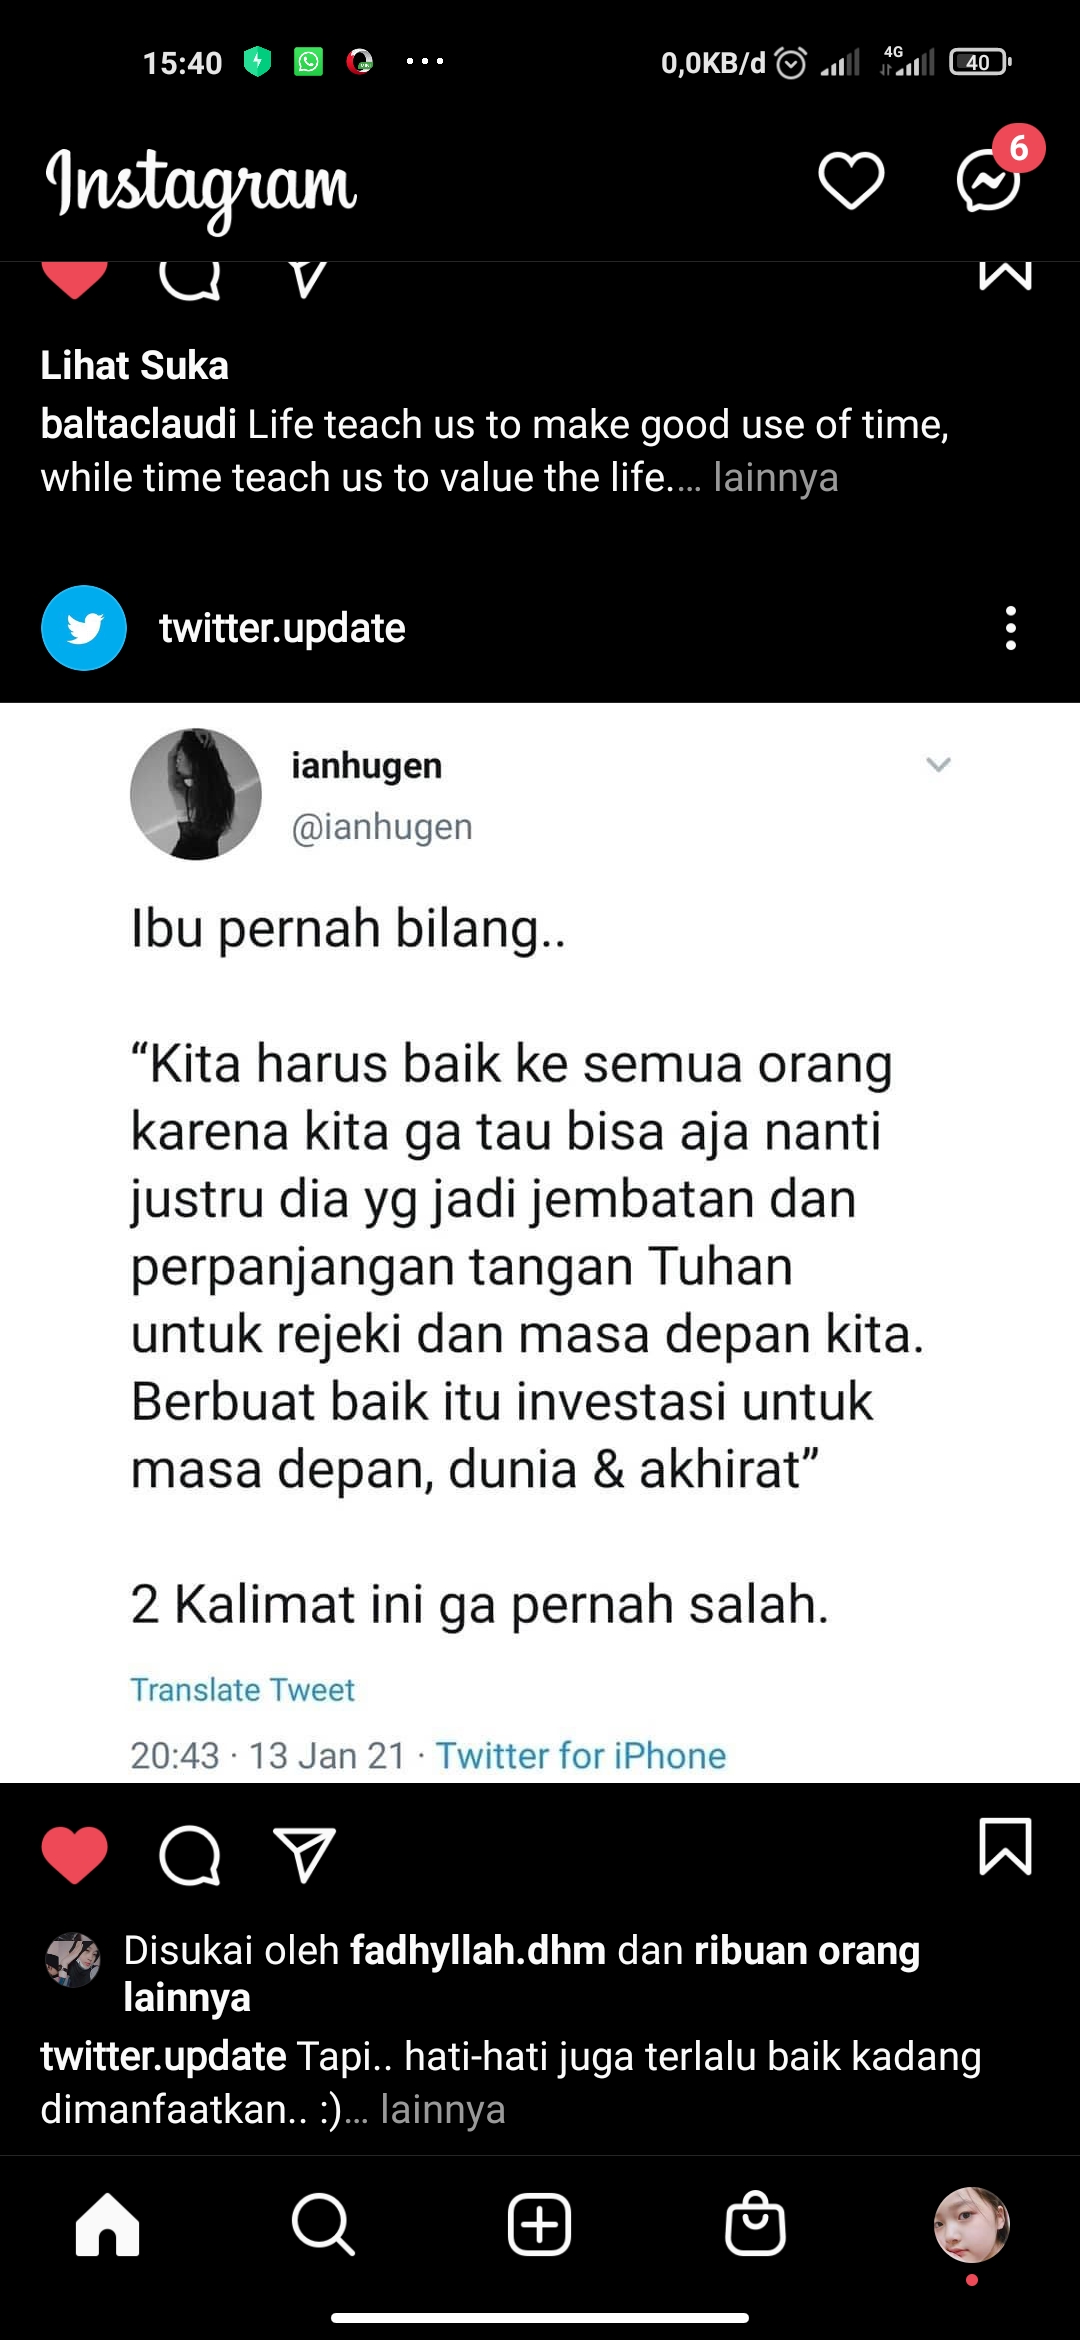 15:40
0,0KB/d
4G
40
Instagram
6
Lihat Suka
baltaclaudi Life teach us to make good use of time,
while time teach us to value the life.... lainnya
twitter.update
ianhugen
@ianhugen
Ibu pernah bilang..
“Kita harus baik ke semua orang
karena kita ga tau bisa aja nanti
justru dia yg jadi jembatan dan
perpanjangan tangan Tuhan
untuk rejeki dan masa depan kita.
Berbuat baik itu investasi untuk
masa depan, dunia & akhirat”
2 Kalimat ini ga pernah salah.
Translate Tweet
20:43 · 13 Jan 21 · Twitter for iPhone
Disukai oleh fadhyllah.dhm dan ribuan orang
lainnya
twitter.update Tapi.. hati-hati juga terlalu baik kadang
dimanfaatkan.. :)... lainnya